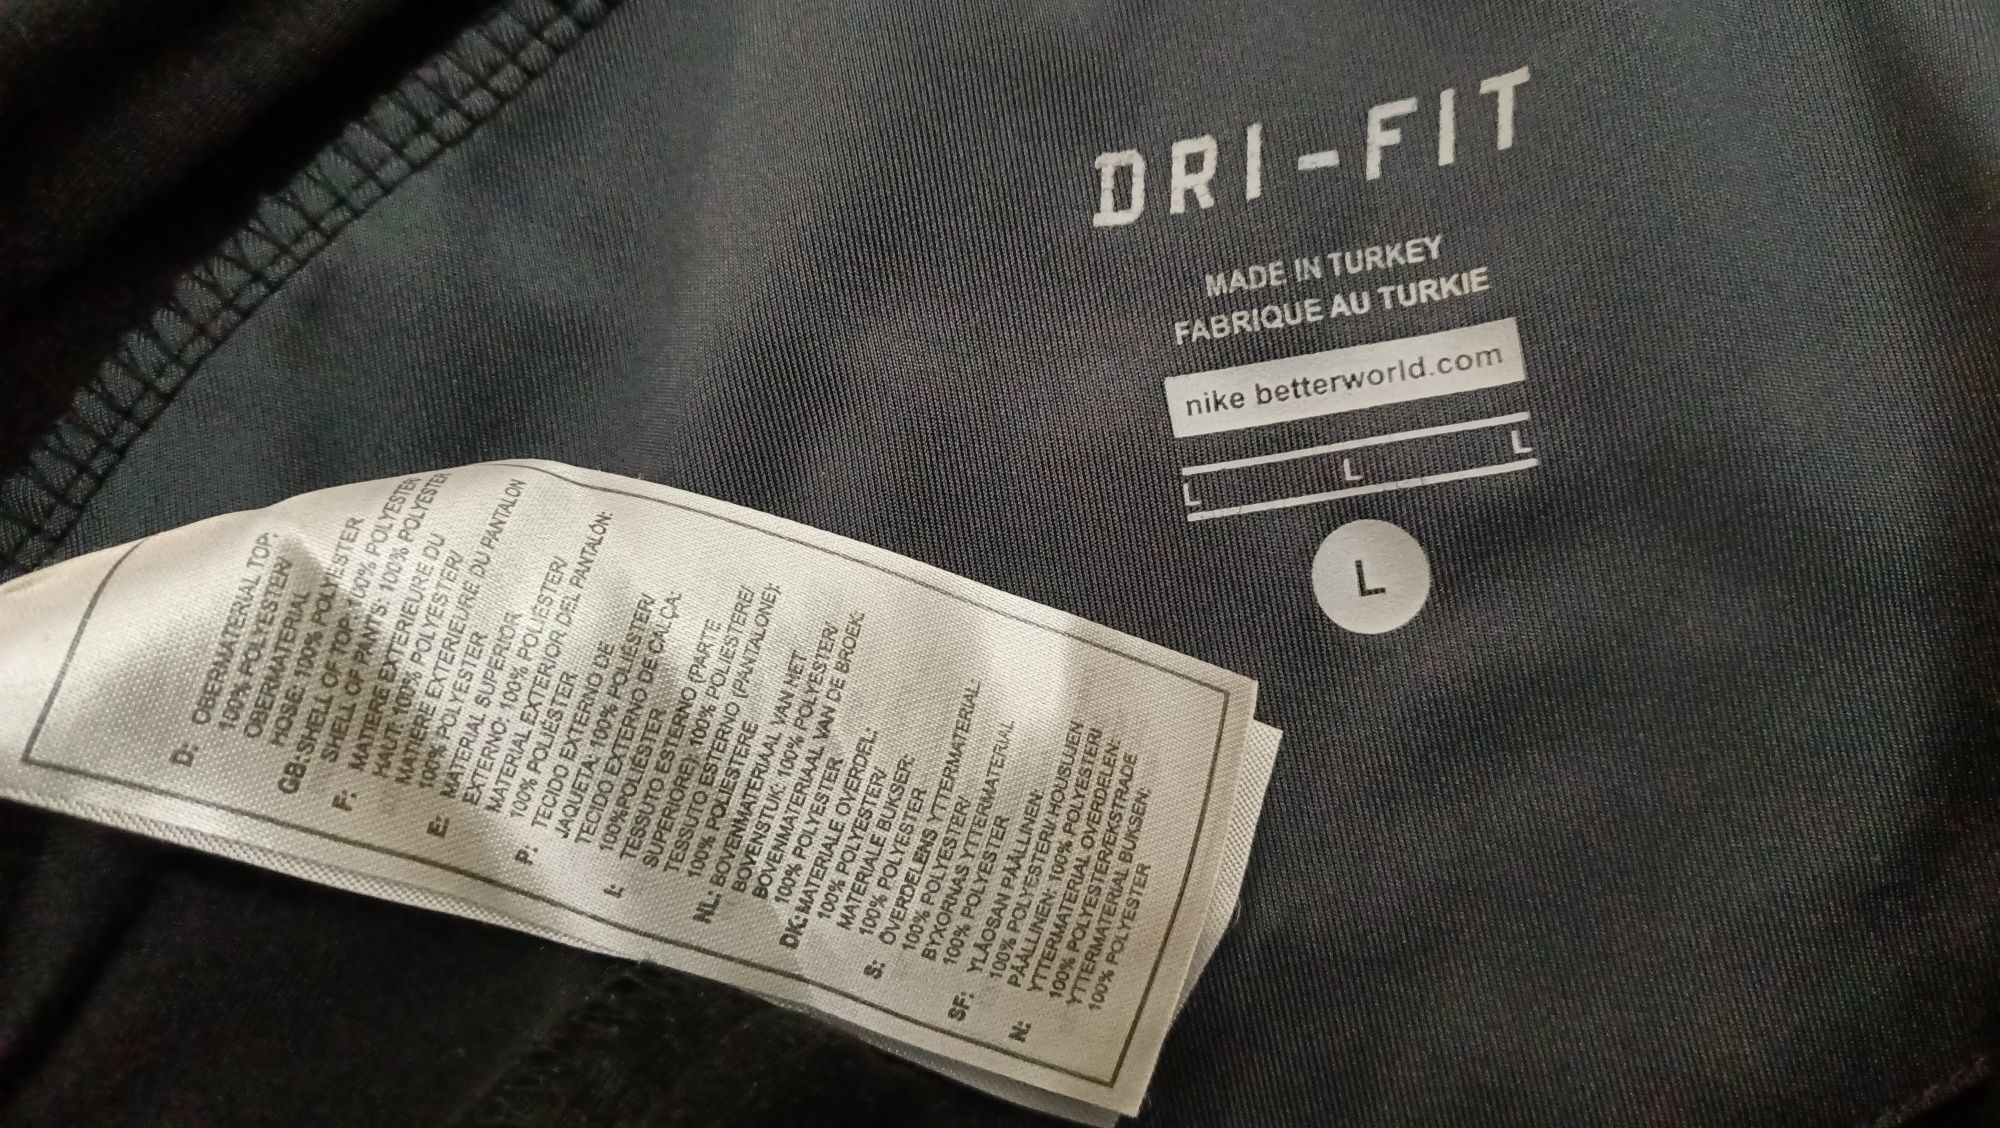 DRI-FIT
MADE IN TURKEY
FABRIQUE AU TURKIE
nike betterworld.com
L L L
L
D: OBERMATERIAL TOP:
100% POLYESTER/
OBERMATERIAL
HOSE: 100% POLYESTER
GB: SHELL OF TOP: 100% POLYESTER
SHELL OF PANTS: 100% POLYESTER
F: MATIERE EXTERIEURE DU
HAUT: 100% POLYESTER/
MATIERE EXTERIEURE DU PANTALON
100% POLYESTER
E: MATERIAL SUPERIOR
EXTERNO: 100% POLIÉSTER/
MATERIAL EXTERIOR DEL PANTALÓN:
100% POLIÉSTER
P: TECIDO EXTERNO DE
JAQUETA: 100% POLIÉSTER/
TECIDO EXTERNO DE CALÇA:
100%POLIÉSTER
I: TESSUTO ESTERNO (PARTE
SUPERIORE); 100% POLIESTERE/
TESSUTO ESTERNO (PANTALONE):
100% POLIESTERE
NL: BOVENMATERIAAL VAN HET
BOVENSTUK: 100% POLYESTER/
BOVENMATERIAAL VAN DE BROEK:
100% POLYESTER
DK: MATERIALE OVERDEL:
100% POLYESTER/
MATERIALE BUKSER:
100% POLYESTER
S: ÖVERDELENS YTTERMATERIAL:
100% POLYESTER/
BYXORNAS YTTERMATERIAL
100% POLYESTER
SF: YLÄOSAN PÄÄLLINEN:
100% POLYESTERI/ HOUSUJEN
PÄÄLLINEN: 100% POLYESTERI
N: YTTERMATERIAL OVERDELEN:
100% POLYESTER/EKSTRADE
YTTERMATERIAL BUKSEN:
100% POLYESTER